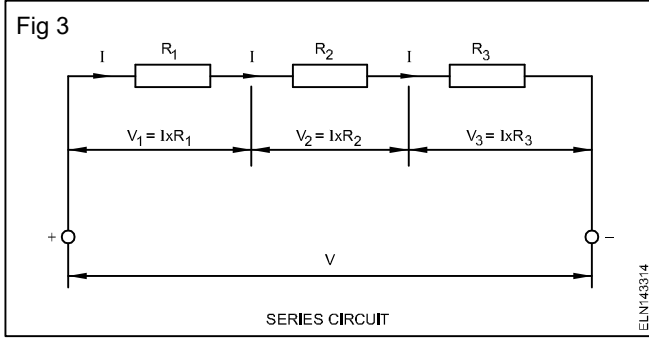 Fig 3
I R1 I R2 I R3
V1 = IxR1 V2 = IxR2 V3 = IxR3
+ −
V
SERIES CIRCUIT
ELN143314